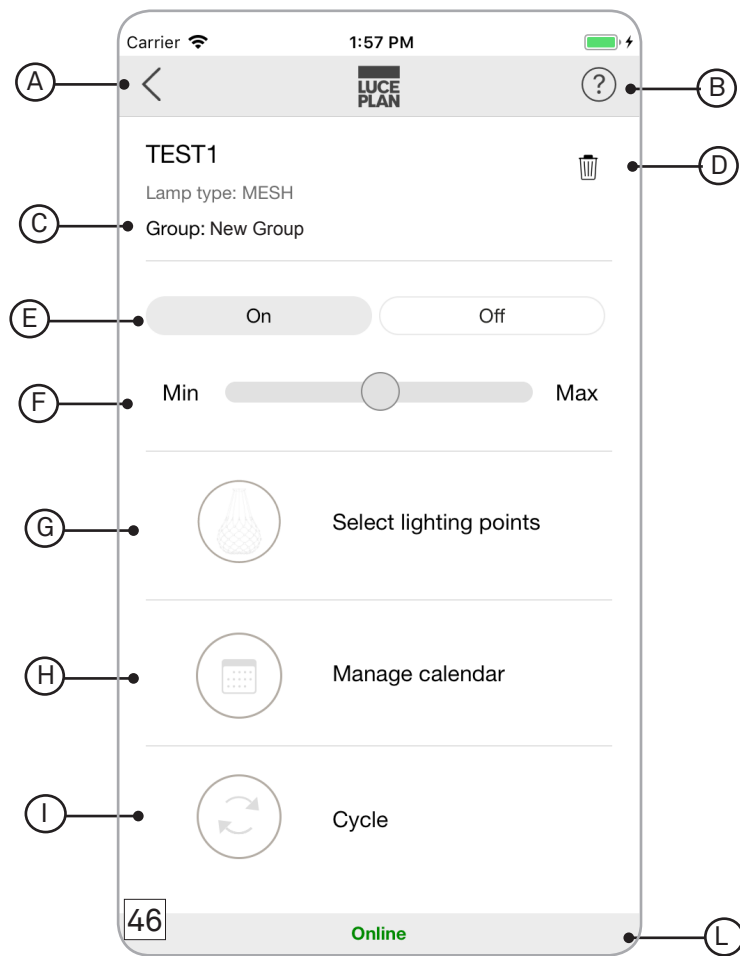 Carrier 1:57 PM
A
LUCE
PLAN
?
B
TEST1
D
Lamp type: MESH
C
Group: New Group
E
On Off
F
Min Max
G
Select lighting points
H
Manage calendar
I
Cycle
46
Online
L